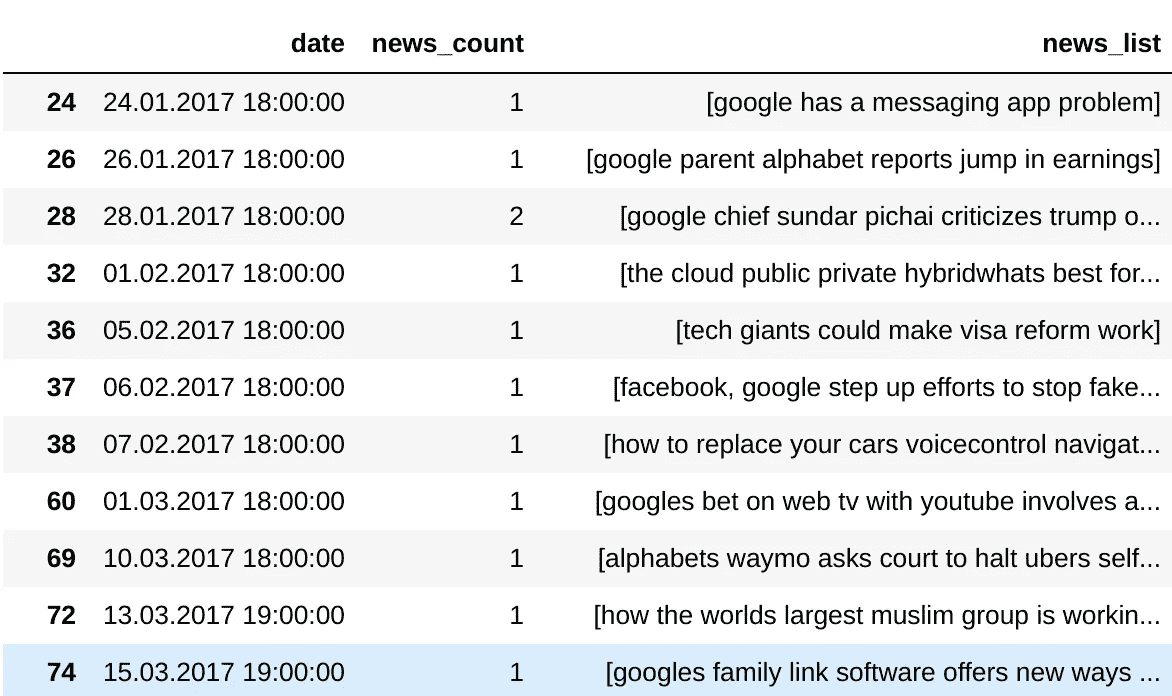 date news_count news_list
24 24.01.2017 18:00:00 1 [google has a messaging app problem]
26 26.01.2017 18:00:00 1 [google parent alphabet reports jump in earnings]
28 28.01.2017 18:00:00 2 [google chief sundar pichai criticizes trump o...
32 01.02.2017 18:00:00 1 [the cloud public private hybridwhats best for...
36 05.02.2017 18:00:00 1 [tech giants could make visa reform work]
37 06.02.2017 18:00:00 1 [facebook, google step up efforts to stop fake...
38 07.02.2017 18:00:00 1 [how to replace your cars voicecontrol navigat...
60 01.03.2017 18:00:00 1 [googles bet on web tv with youtube involves a...
69 10.03.2017 18:00:00 1 [alphabets waymo asks court to halt ubers self...
72 13.03.2017 19:00:00 1 [how the worlds largest muslim group is workin...
74 15.03.2017 19:00:00 1 [googles family link software offers new ways ...